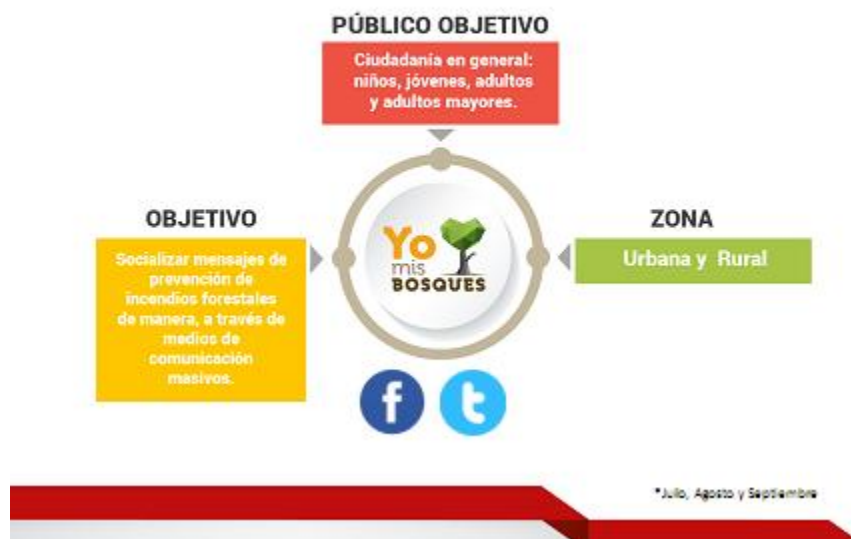 PÚBLICO OBJETIVO
Ciudadanía en general:
niños, jóvenes, adultos
y adultos mayores.
OBJETIVO
Socializar mensajes de
prevención de
incendios forestales
de manera, a través de
medios de
comunicación
masivos.
Yo
mis
BOSQUES
ZONA
Urbana y Rural
f
t
*Julio, Agosto y Septiembre